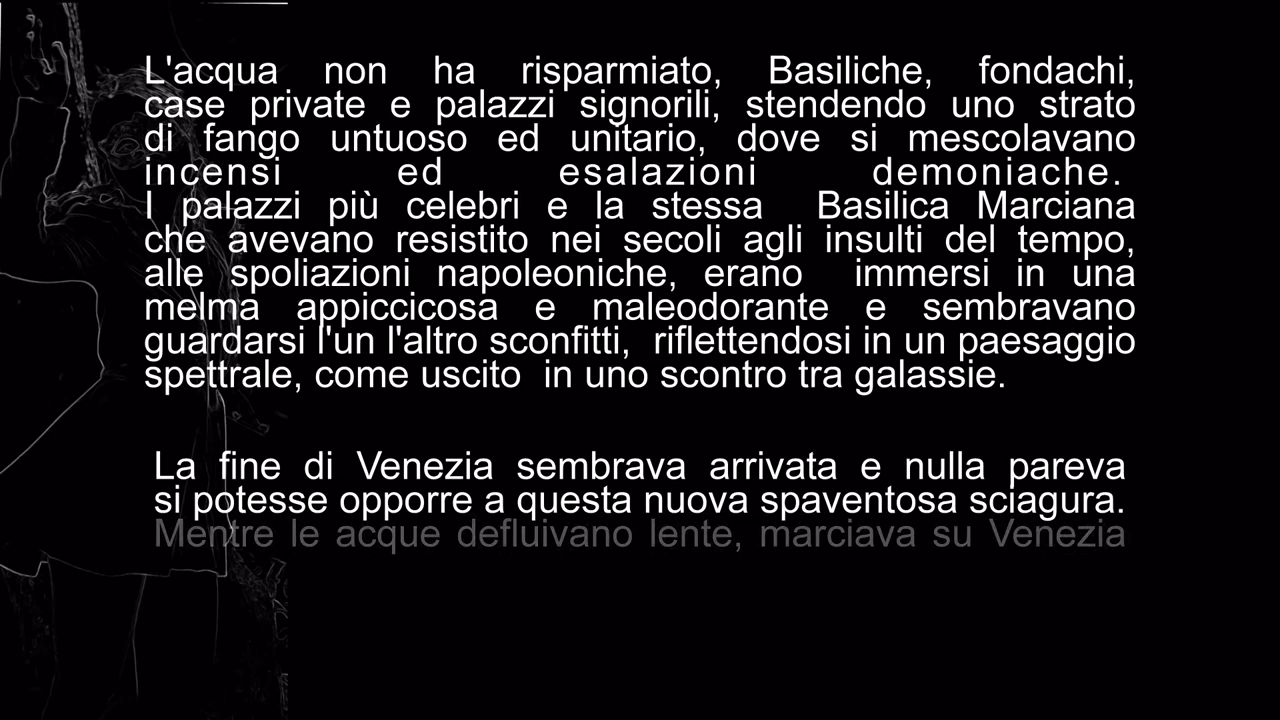 L'acqua non ha risparmiato, Basiliche, fondachi,
case private e palazzi signorili, stendendo uno strato
di fango untuoso ed unitario, dove si mescolavano
incensi ed esalazioni demoniache.
I palazzi più celebri e la stessa Basilica Marciana
che avevano resistito nei secoli agli insulti del tempo,
alle spoliazioni napoleoniche, erano immersi in una
melma appiccicosa e maleodorante e sembravano
guardarsi l'un l'altro sconfitti, riflettendosi in un paesaggio
spettrale, come uscito in uno scontro tra galassie.
La fine di Venezia sembrava arrivata e nulla pareva
si potesse opporre a questa nuova spaventosa sciagura.
Mentre le acque defluivano lente, marciava su Venezia